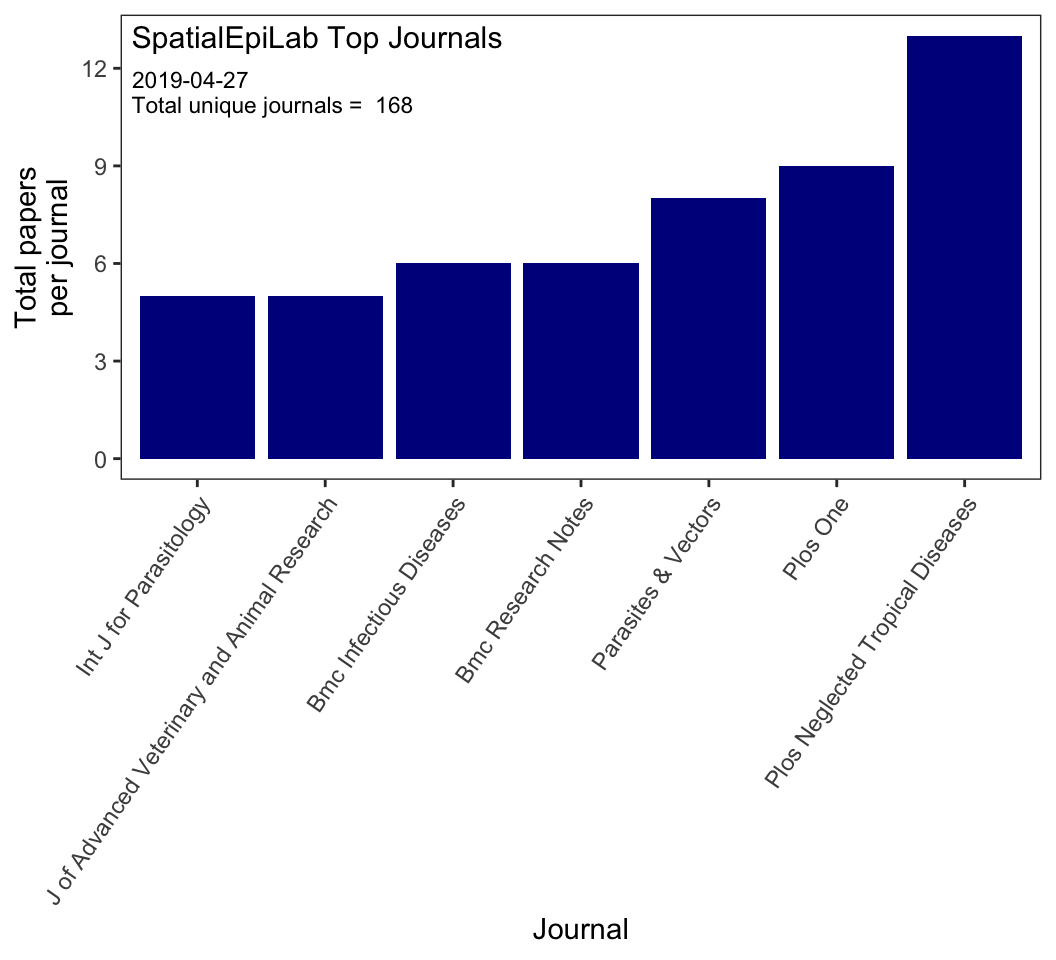 SpatialEpiLab Top Journals
2019-04-27
Total unique journals =  168
Total papers
per journal
12
9
6
3
0
Int J for Parasitology
J of Advanced Veterinary and Animal Research
Bmc Infectious Diseases
Bmc Research Notes
Parasites & Vectors
Plos One
Plos Neglected Tropical Diseases
Journal